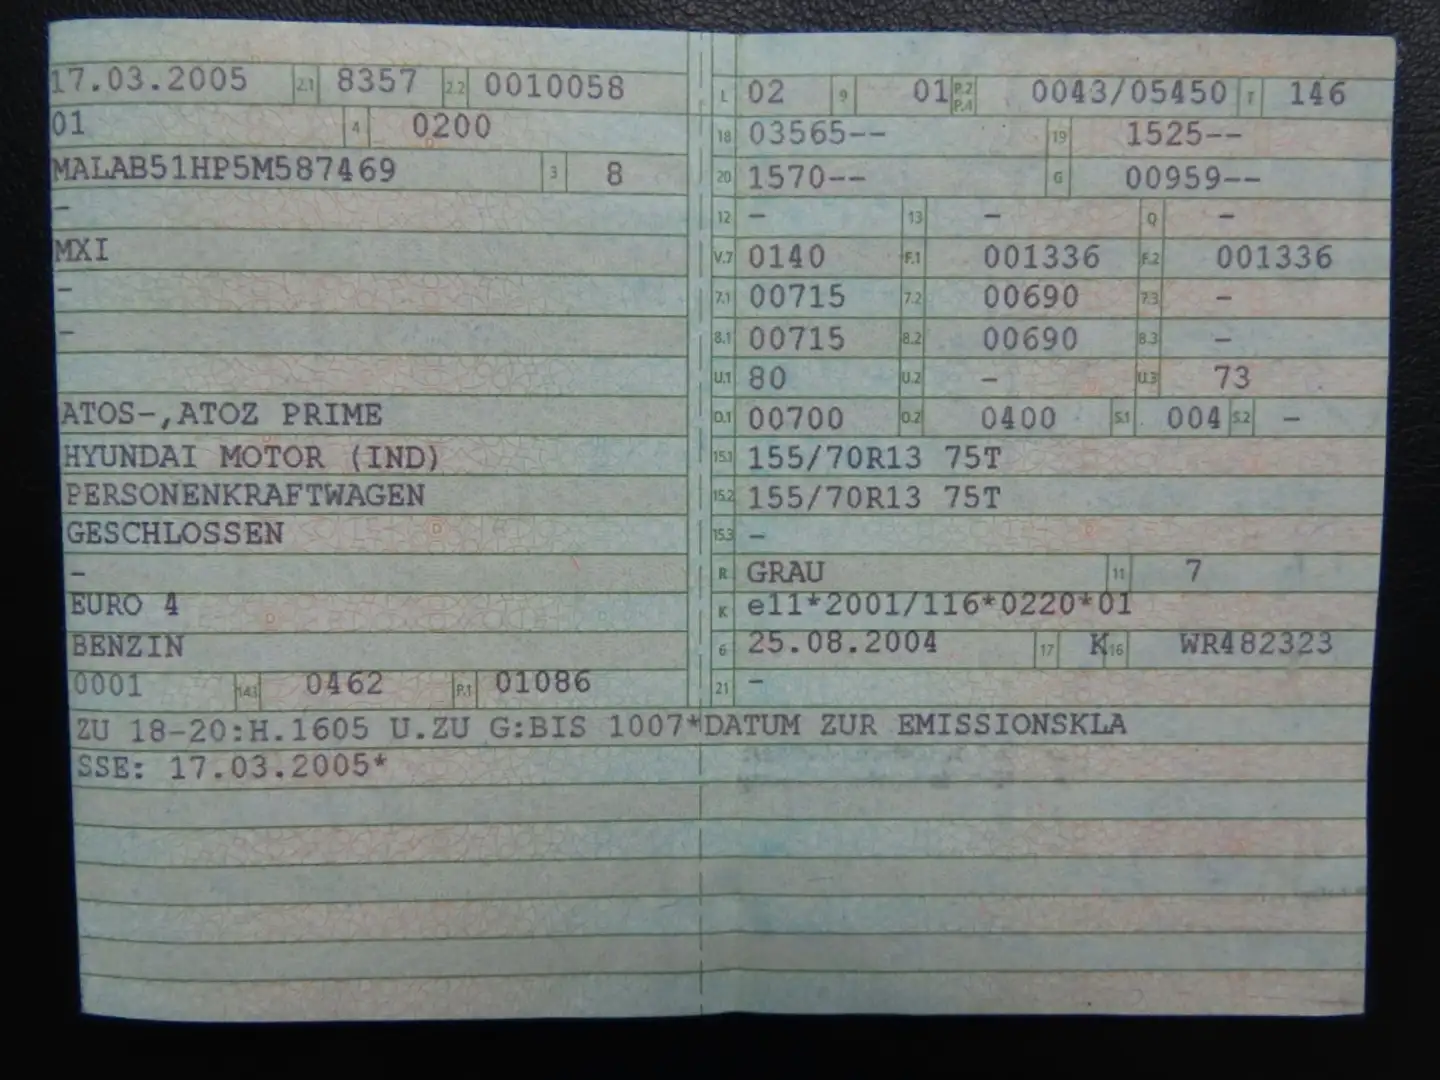 17.03.2005 2.1 8357 2.2 0010058
01 4 0200
MALAB51HP5M587469 3 8
-
MXI
-
-
ATOS-,ATOZ PRIME
HYUNDAI MOTOR (IND)
PERSONENKRAFTWAGEN
GESCHLOSSEN
-
EURO 4
BENZIN
0001 14.1 0462 P.1 01086
L 02 9 01 P.2 P.4 0043/05450 T 146
18 03565-- 19 1525--
20 1570-- G 00959--
12 - 13 - Q -
V.7 0140 F.1 001336 F.2 001336
7.1 00715 7.2 00690 7.3 -
8.1 00715 8.2 00690 8.3 -
U.1 80 U.2 - U.3 73
O.1 00700 O.2 0400 S.1 004 S.2 -
15.1 155/70R13 75T
15.2 155/70R13 75T
15.3 -
R GRAU 11 7
K e11*2001/116*0220*01
6 25.08.2004 17 K 16 WR482323
21 -
ZU 18-20:H.1605 U.ZU G:BIS 1007*DATUM ZUR EMISSIONSKLA
SSE: 17.03.2005*